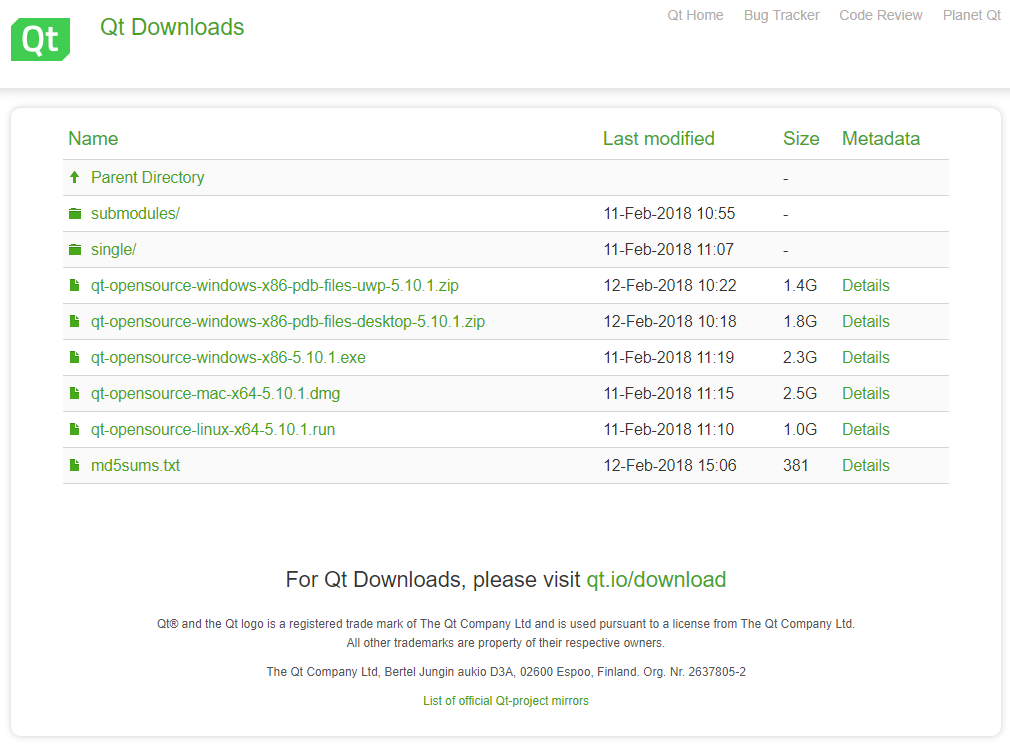 Qt
Qt Downloads
Qt Home Bug Tracker Code Review Planet Qt
Name Last modified Size Metadata
Parent Directory -
submodules/ 11-Feb-2018 10:55 -
single/ 11-Feb-2018 11:07 -
qt-opensource-windows-x86-pdb-files-uwp-5.10.1.zip 12-Feb-2018 10:22 1.4G Details
qt-opensource-windows-x86-pdb-files-desktop-5.10.1.zip 12-Feb-2018 10:18 1.8G Details
qt-opensource-windows-x86-5.10.1.exe 11-Feb-2018 11:19 2.3G Details
qt-opensource-mac-x64-5.10.1.dmg 11-Feb-2018 11:15 2.5G Details
qt-opensource-linux-x64-5.10.1.run 11-Feb-2018 11:10 1.0G Details
md5sums.txt 12-Feb-2018 15:06 381 Details
For Qt Downloads, please visit qt.io/download
Qt® and the Qt logo is a registered trade mark of The Qt Company Ltd and is used pursuant to a license from The Qt Company Ltd.
All other trademarks are property of their respective owners.
The Qt Company Ltd, Bertel Jungin aukio D3A, 02600 Espoo, Finland. Org. Nr. 2637805-2
List of official Qt-project mirrors